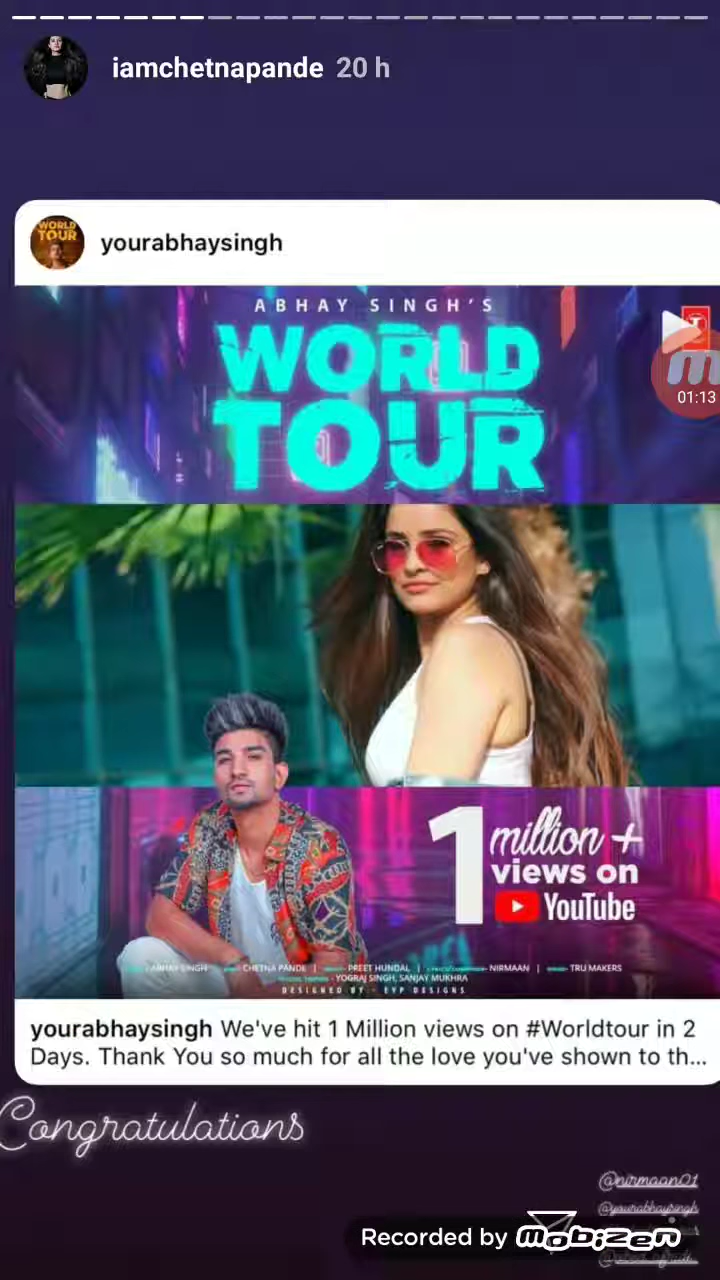 iamchetnapande 20 h
WORLD
TOUR
yourabhaysingh
ABHAY SINGH'S
WORLD
TOUR
01:13
1 million +
views on
YouTube
ABHAY SINGH CHETNA PANDE | PREET HUNDAL | NIRMAAN | TRU MAKERS
YOGRAJ SINGH, SANJAY MUKHRA
DESIGNED BY - EYP DESIGNS
yourabhaysingh We've hit 1 Million views on #Worldtour in 2
Days. Thank You so much for all the love you've shown to th...
Congratulations
@nirmaan01
@yourabhaysingh
Recorded by Mobizen